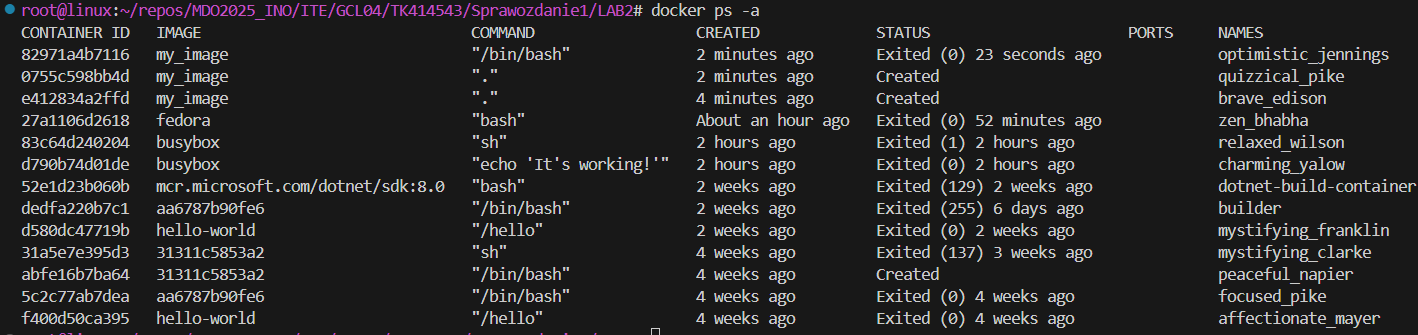 root@linux:~/repos/MDO2025_INO/ITE/GCL04/TK414543/Sprawozdanie1/LAB2# docker ps -a
CONTAINER ID IMAGE COMMAND CREATED STATUS PORTS NAMES
82971a4b7116 my_image "/bin/bash" 2 minutes ago Exited (0) 23 seconds ago optimistic_jennings
0755c598bb4d my_image "." 2 minutes ago Created quizzical_pike
e412834a2ffd my_image "." 4 minutes ago Created brave_edison
27a1106d2618 fedora "bash" About an hour ago Exited (0) 52 minutes ago zen_bhabha
83c64d240204 busybox "sh" 2 hours ago Exited (1) 2 hours ago relaxed_wilson
d790b74d01de busybox "echo 'It's working!'" 2 hours ago Exited (0) 2 hours ago charming_yalow
52e1d23b060b mcr.microsoft.com/dotnet/sdk:8.0 "bash" 2 weeks ago Exited (129) 2 weeks ago dotnet-build-container
dedfa220b7c1 aa6787b90fe6 "/bin/bash" 2 weeks ago Exited (255) 6 days ago builder
d580dc47719b hello-world "/hello" 2 weeks ago Exited (0) 2 weeks ago mystifying_franklin
31a5e7e395d3 31311c5853a2 "sh" 4 weeks ago Exited (137) 3 weeks ago mystifying_clarke
abfe16b7ba64 31311c5853a2 "/bin/bash" 4 weeks ago Created peaceful_napier
5c2c77ab7dea aa6787b90fe6 "/bin/bash" 4 weeks ago Exited (0) 4 weeks ago focused_pike
f400d50ca395 hello-world "/hello" 4 weeks ago Exited (0) 4 weeks ago affectionate_mayer